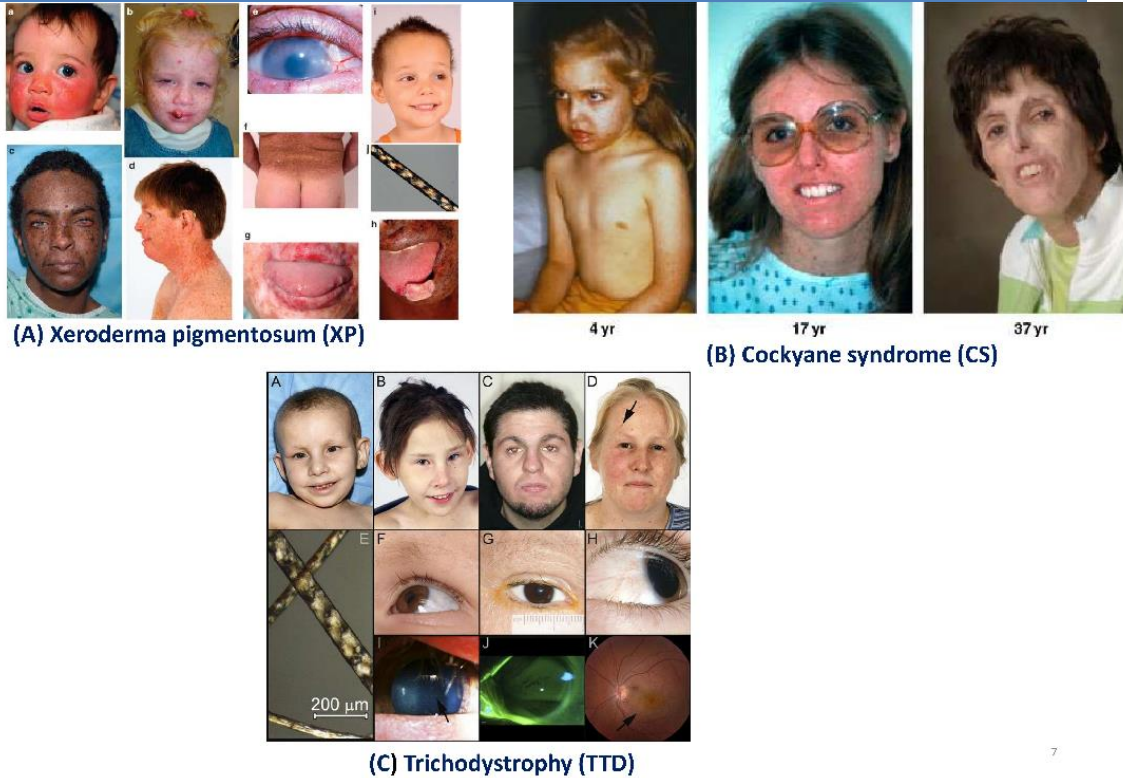 a
b
e
i
f
j
c
d
g
h
(A) Xeroderma pigmentosum (XP)
4 yr
17 yr
37 yr
(B) Cockyane syndrome (CS)
A
B
C
D
E
F
G
H
I
J
K
200 μm
(C) Trichodystrophy (TTD)
7